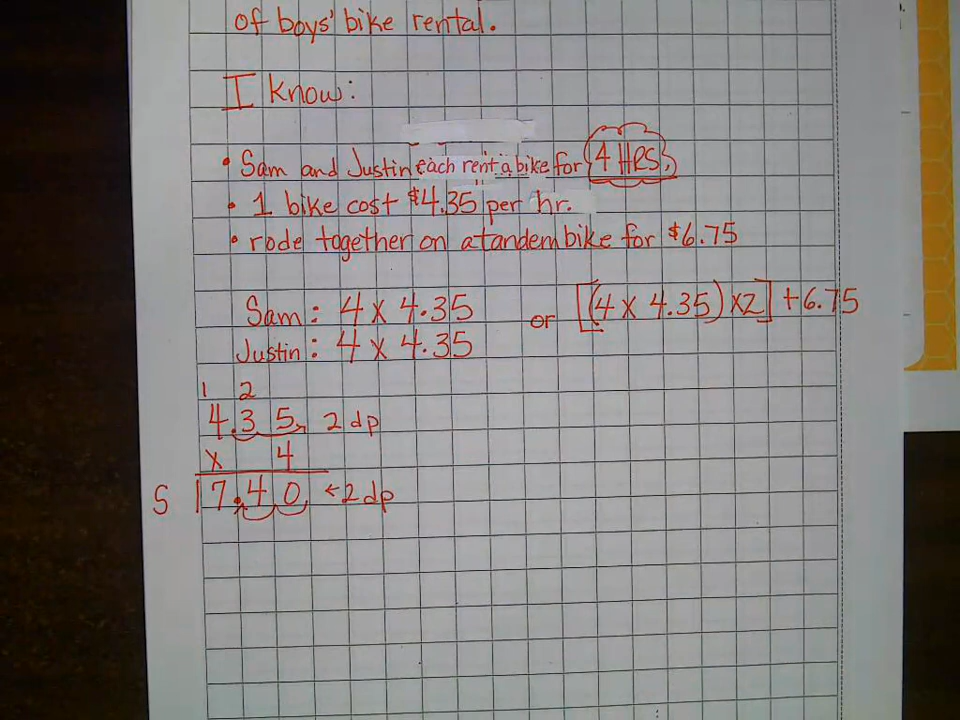 of boys' bike rental.
I know:
• Sam and Justin each rent a bike for 4 Hrs.
• 1 bike cost $4.35 per hr.
• rode together on a tandem bike for $6.75
Sam: 4 x 4.35 or [(4 x 4.35) x2] + 6.75
Justin: 4 x 4.35
1 2
4.35 2 dp
x 4
S 17.40 ← 2 dp